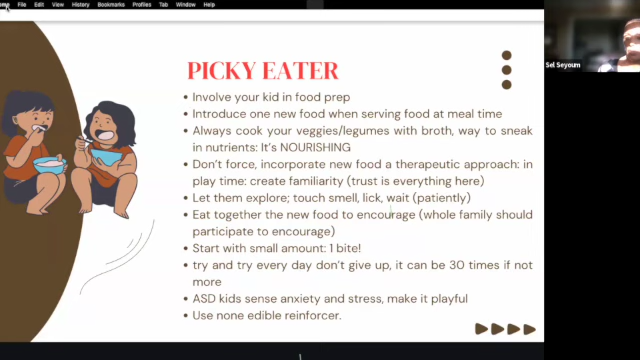 File Edit View History Bookmarks Profiles Tab Window Help
Sel Seyoum
PICKY EATER
• Involve your kid in food prep
• Introduce one new food when serving food at meal time
• Always cook your veggies/legumes with broth, way to sneak
in nutrients: It's NOURISHING
• Don't force, incorporate new food a therapeutic approach: in
play time: create familiarity (trust is everything here)
• Let them explore; touch smell, lick, wait (patiently)
• Eat together the new food to encourage (whole family should
participate to encourage)
• Start with small amount: 1 bite!
• try and try every day don't give up, it can be 30 times if not
more
• ASD kids sense anxiety and stress, make it playful
• Use none edible reinforcer.